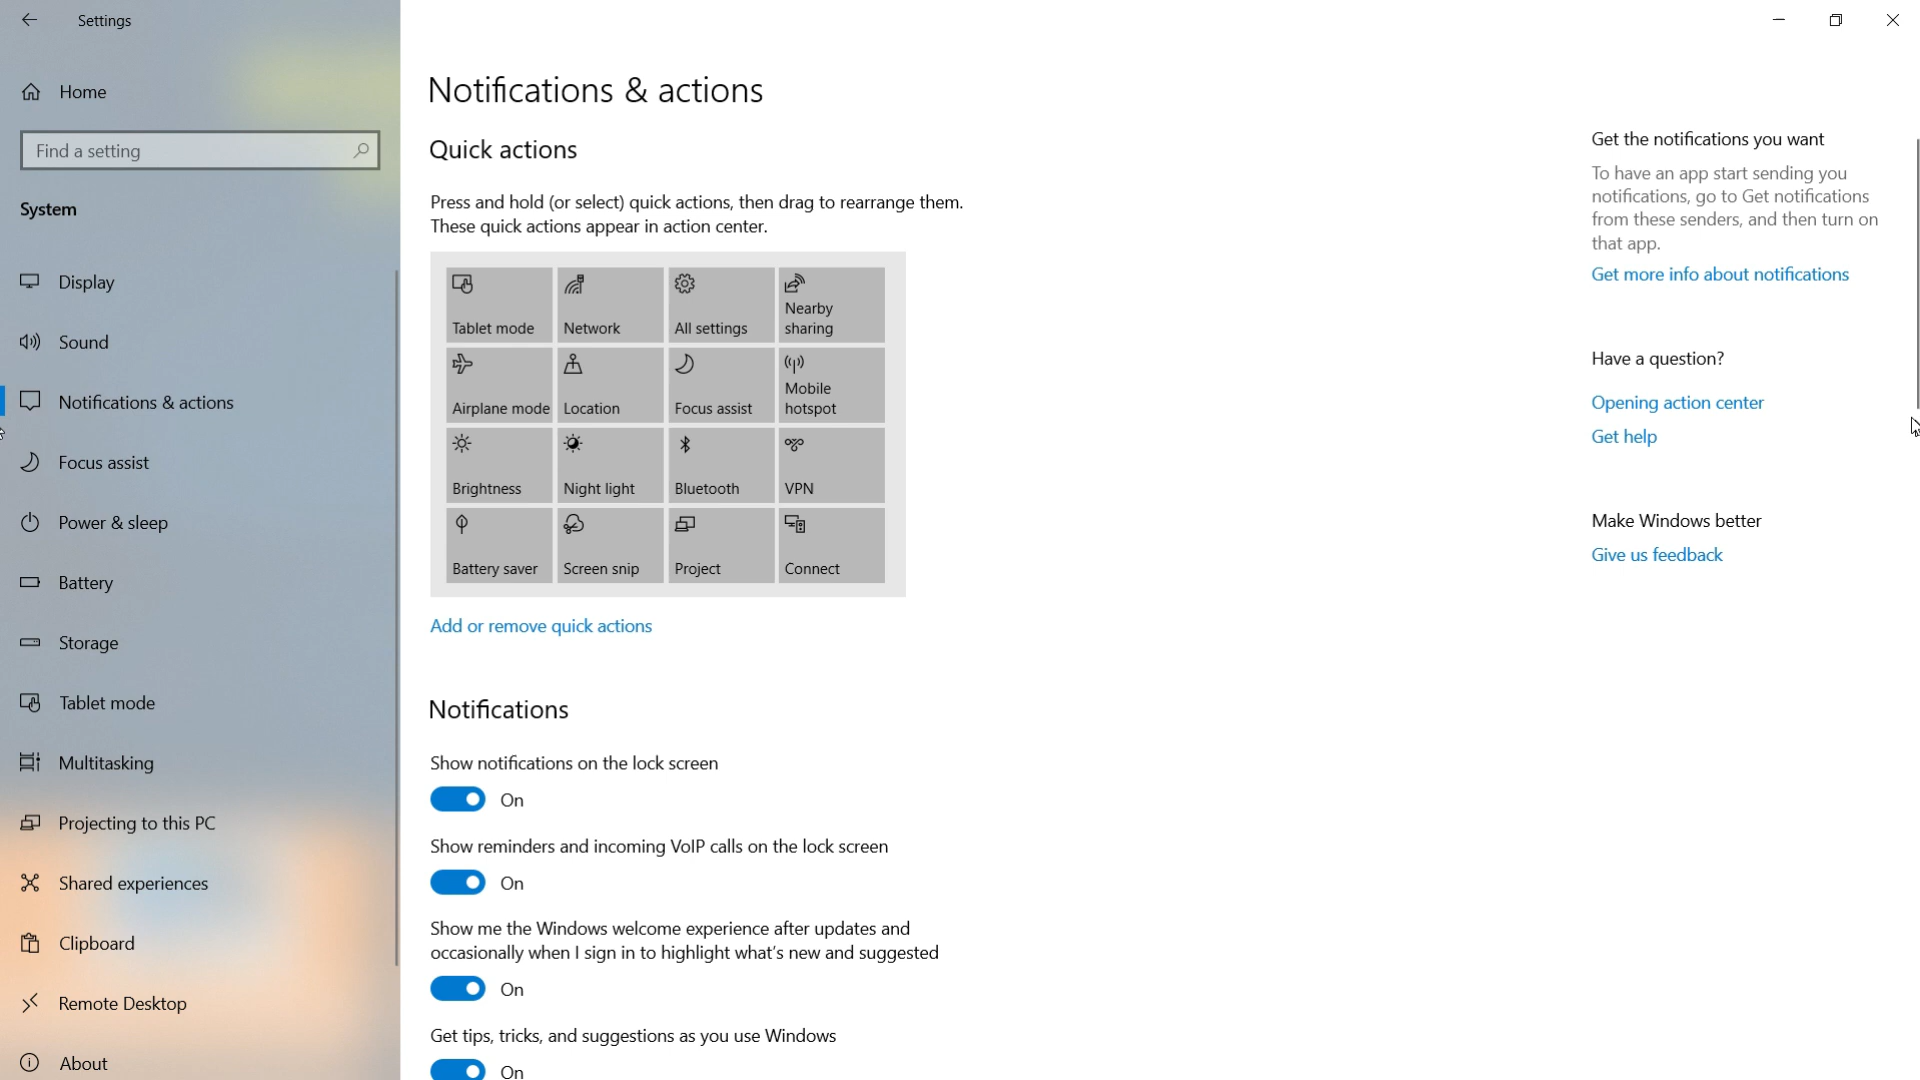 Settings
Home
Find a setting
System
Display
Sound
Notifications & actions
Focus assist
Power & sleep
Battery
Storage
Tablet mode
Multitasking
Projecting to this PC
Shared experiences
Clipboard
Remote Desktop
About
Notifications & actions
Quick actions
Press and hold (or select) quick actions, then drag to rearrange them.
These quick actions appear in action center.
Tablet mode
Network
All settings
Nearby
sharing
Airplane mode
Location
Focus assist
Mobile
hotspot
Brightness
Night light
Bluetooth
VPN
Battery saver
Screen snip
Project
Connect
Add or remove quick actions
Notifications
Show notifications on the lock screen
On
Show reminders and incoming VoIP calls on the lock screen
On
Show me the Windows welcome experience after updates and
occasionally when I sign in to highlight what's new and suggested
On
Get tips, tricks, and suggestions as you use Windows
On
Get the notifications you want
To have an app start sending you
notifications, go to Get notifications
from these senders, and then turn on
that app.
Get more info about notifications
Have a question?
Opening action center
Get help
Make Windows better
Give us feedback